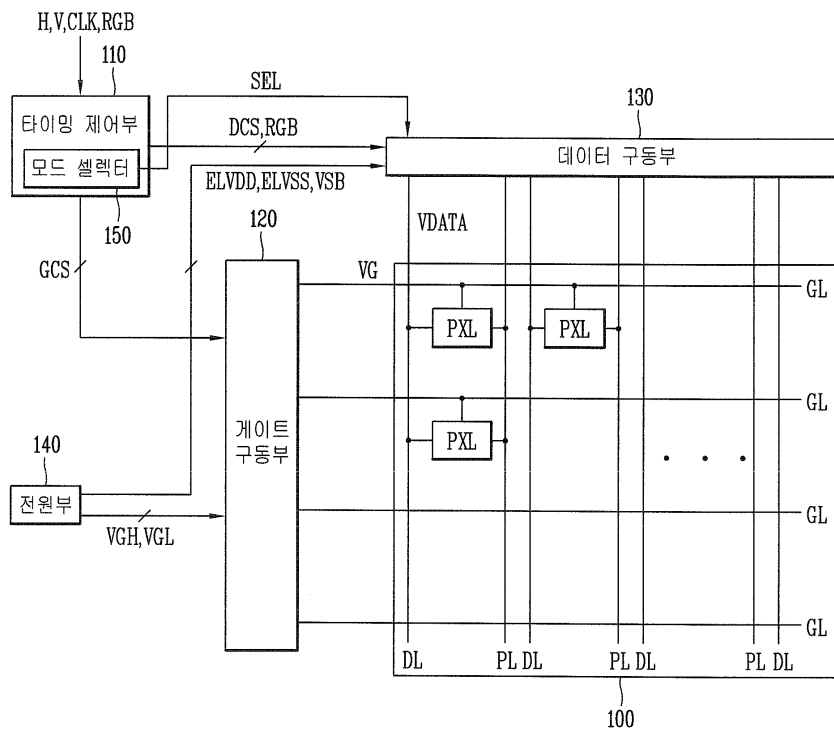 H,V,CLK,RGB
110
SEL
130
타이밍 제어부
DCS,RGB
데이터 구동부
모드 셀렉터
ELVDD,ELVSS,VSB
150
120
VDATA
GCS
VG
GL
PXL
PXL
GL
게이트
구동부
PXL
140
전원부
VGH,VGL
GL
GL
DL
PL
DL
PL
DL
PL
DL
100